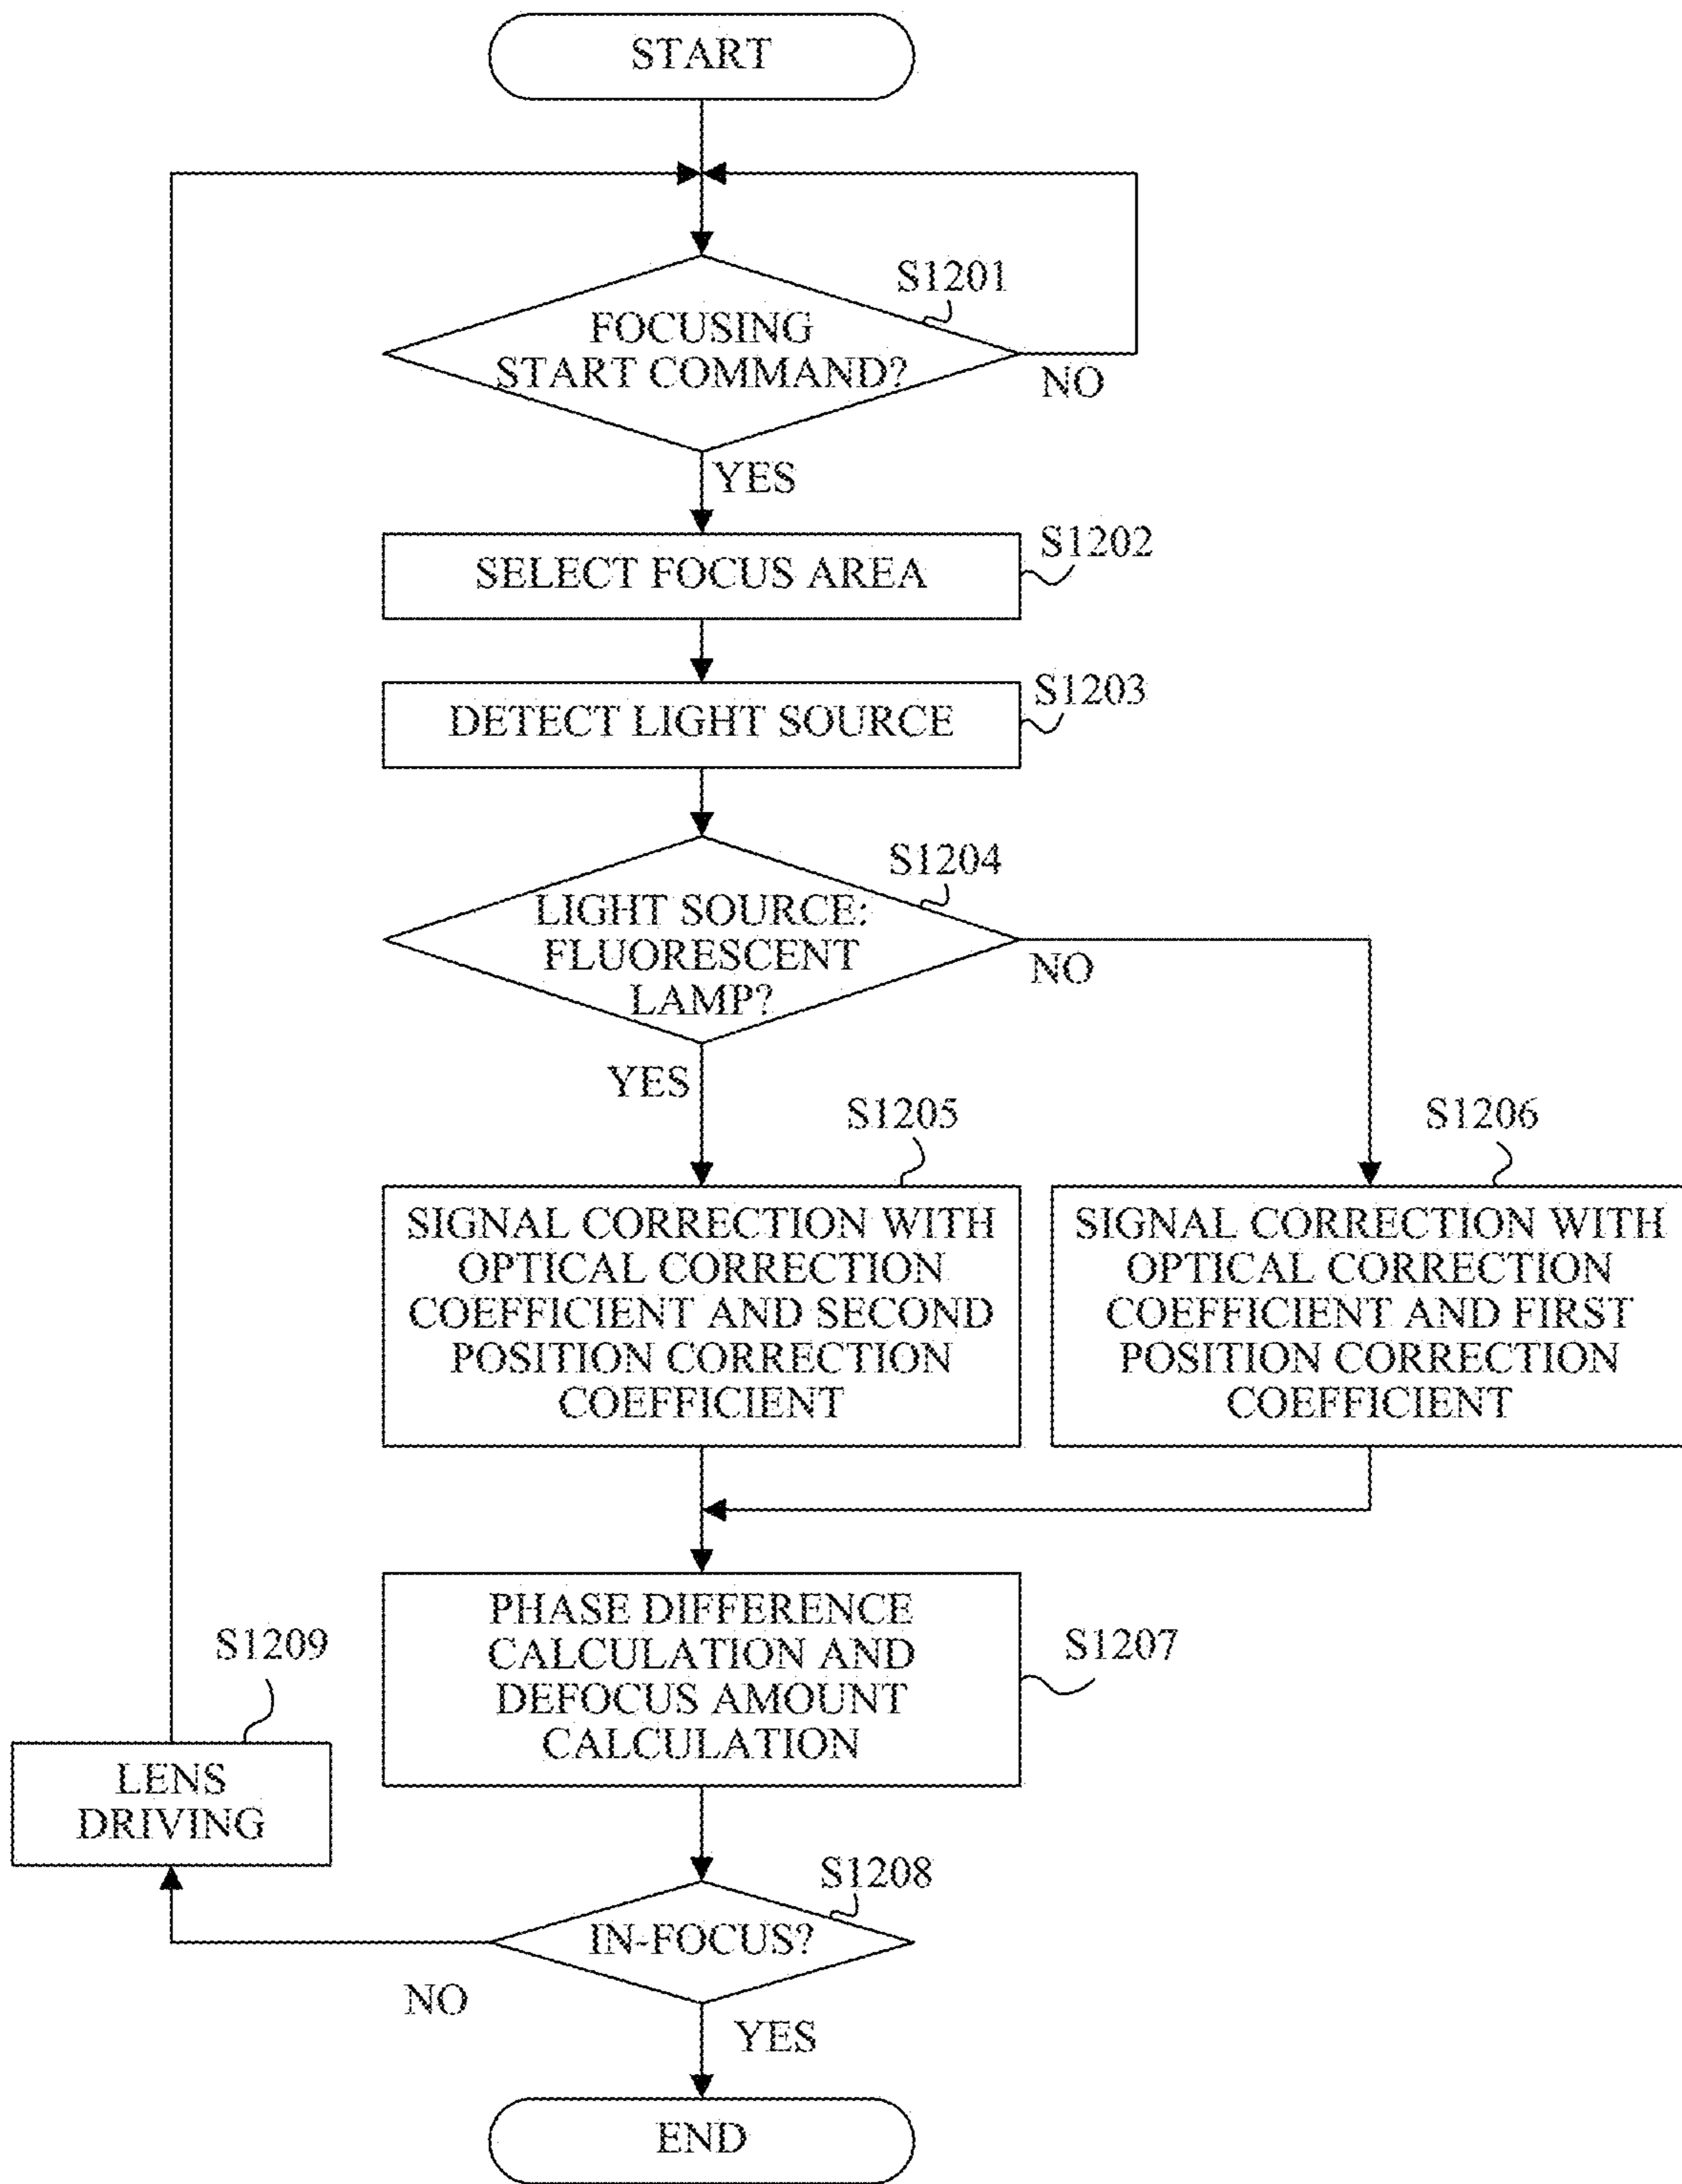 START
S1201
FOCUSING
START COMMAND?
NO
YES
S1202
SELECT FOCUS AREA
S1203
DETECT LIGHT SOURCE
S1204
LIGHT SOURCE:
FLUORESCENT
LAMP?
NO
YES
S1205
SIGNAL CORRECTION WITH
OPTICAL CORRECTION
COEFFICIENT AND SECOND
POSITION CORRECTION
COEFFICIENT
S1206
SIGNAL CORRECTION WITH
OPTICAL CORRECTION
COEFFICIENT AND FIRST
POSITION CORRECTION
COEFFICIENT
PHASE DIFFERENCE
CALCULATION AND
DEFOCUS AMOUNT
CALCULATION
S1207
S1209
LENS
DRIVING
S1208
IN-FOCUS?
NO
YES
END